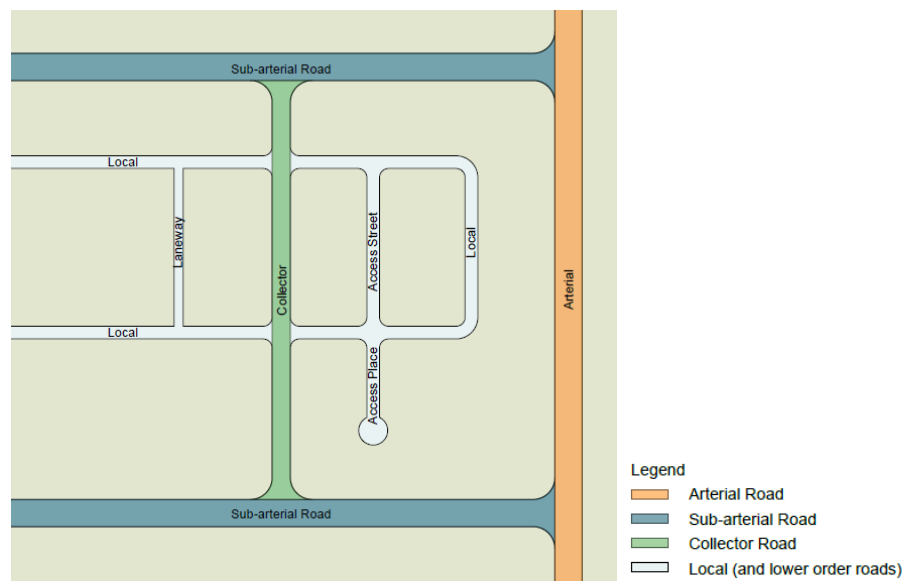 Sub-arterial Road
Local
Laneway
Access Street
Local
Collector
Arterial
Local
Access Place
Sub-arterial Road
Legend
Arterial Road
Sub-arterial Road
Collector Road
Local (and lower order roads)